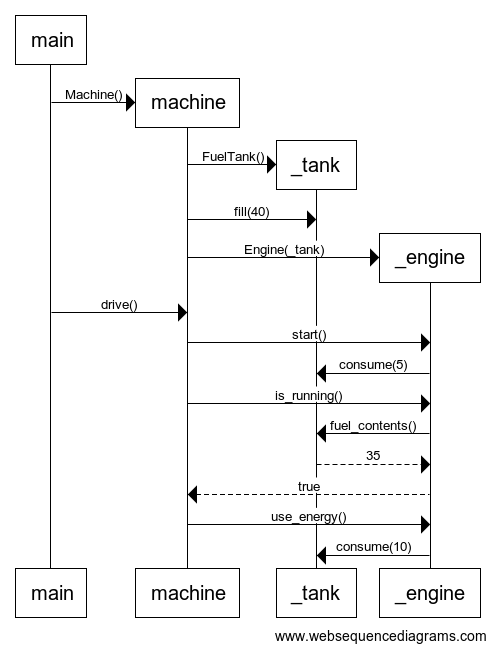 main
Machine()
machine
FuelTank()
_tank
fill(40)
Engine(_tank)
_engine
drive()
start()
consume(5)
is_running()
fuel_contents()
35
true
use_energy()
consume(10)
main
machine
_tank
_engine
www.websequencediagrams.com